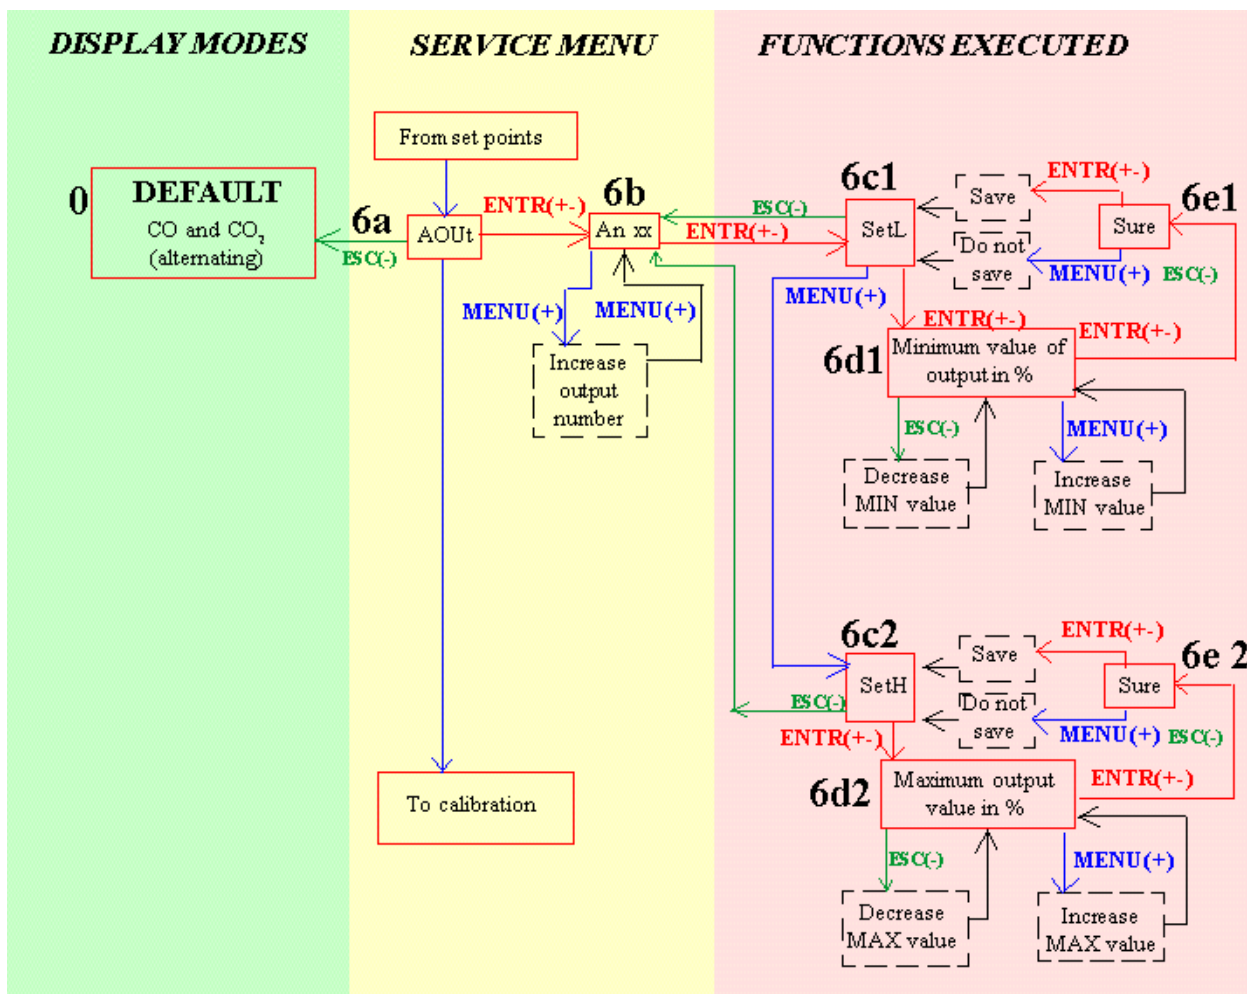 DISPLAY MODES
SERVICE MENU
FUNCTIONS EXECUTED
From set points
0
DEFAULT
CO and CO₂
(alternating)
ESC(-)
6a
AOUt
ENTR(+-)
6b
An xx
MENU(+)
MENU(+)
Increase
output
number
To calibration
ESC(-)
ENTR(+-)
6c1
SetL
Save
Do not
save
ENTR(+-)
6e1
Sure
MENU(+)
ESC(-)
MENU(+)
ENTR(+-)
ENTR(+-)
6d1
Minimum value of
output in %
ESC(-)
MENU(+)
Decrease
MIN value
Increase
MIN value
6c2
SetH
Save
Do not
save
ENTR(+-)
6e 2
Sure
ESC(-)
MENU(+)
ESC(-)
ENTR(+-)
6d2
Maximum output
value in %
ENTR(+-)
ESC(-)
MENU(+)
Decrease
MAX value
Increase
MAX value